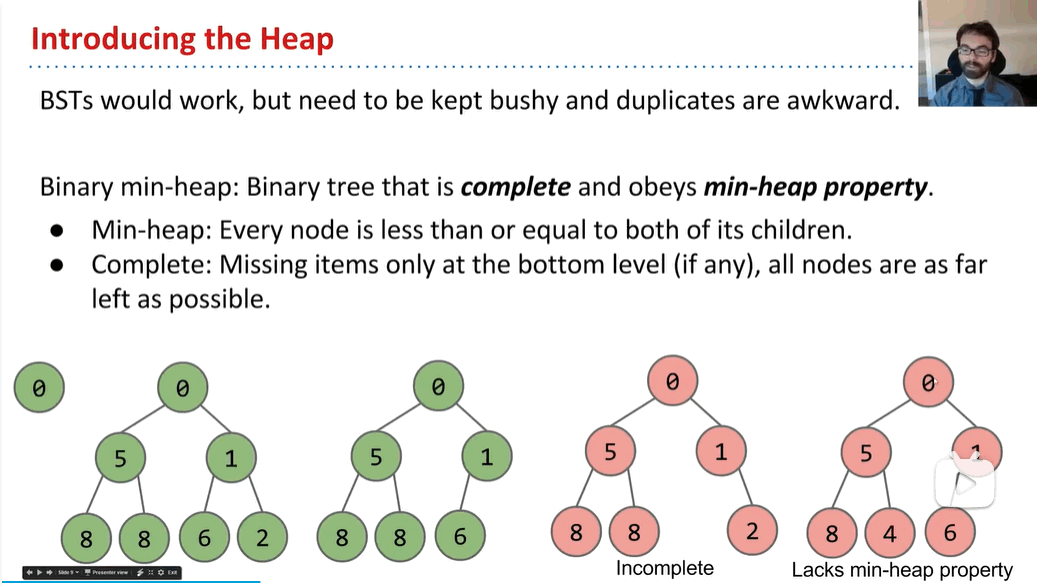 Introducing the Heap
BSTs would work, but need to be kept bushy and duplicates are awkward.
Binary min-heap: Binary tree that is complete and obeys min-heap property.
● Min-heap: Every node is less than or equal to both of its children.
● Complete: Missing items only at the bottom level (if any), all nodes are as far
left as possible.
0
0
5 1
8 8 6 2
0
5 1
8 8 6
0
5 1
8 8 2
Incomplete
0
5 1
8 4 6
Lacks min-heap property
Slide 9 Presenter view Exit